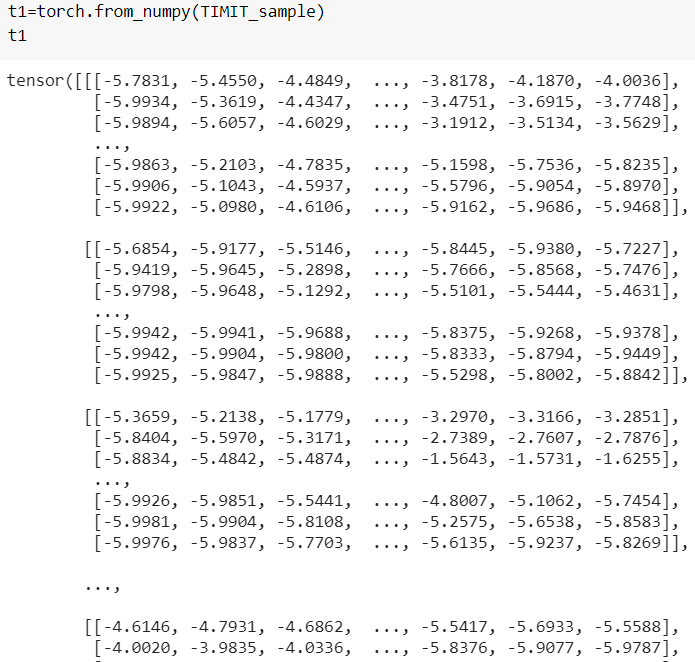 t1=torch.from_numpy(TIMIT_sample)
t1
tensor([[[-5.7831, -5.4550, -4.4849,  ..., -3.8178, -4.1870, -4.0036],
[-5.9934, -5.3619, -4.4347,  ..., -3.4751, -3.6915, -3.7748],
[-5.9894, -5.6057, -4.6029,  ..., -3.1912, -3.5134, -3.5629],
...,
[-5.9863, -5.2103, -4.7835,  ..., -5.1598, -5.7536, -5.8235],
[-5.9906, -5.1043, -4.5937,  ..., -5.5796, -5.9054, -5.8970],
[-5.9922, -5.0980, -4.6106,  ..., -5.9162, -5.9686, -5.9468]],
[[-5.6854, -5.9177, -5.5146,  ..., -5.8445, -5.9380, -5.7227],
[-5.9419, -5.9645, -5.2898,  ..., -5.7666, -5.8568, -5.7476],
[-5.9798, -5.9648, -5.1292,  ..., -5.5101, -5.5444, -5.4631],
...,
[-5.9942, -5.9941, -5.9688,  ..., -5.8375, -5.9268, -5.9378],
[-5.9942, -5.9904, -5.9800,  ..., -5.8333, -5.8794, -5.9449],
[-5.9925, -5.9847, -5.9888,  ..., -5.5298, -5.8002, -5.8842]],
[[-5.3659, -5.2138, -5.1779,  ..., -3.2970, -3.3166, -3.2851],
[-5.8404, -5.5970, -5.3171,  ..., -2.7389, -2.7607, -2.7876],
[-5.8834, -5.4842, -5.4874,  ..., -1.5643, -1.5731, -1.6255],
...,
[-5.9926, -5.9851, -5.5441,  ..., -4.8007, -5.1062, -5.7454],
[-5.9981, -5.9904, -5.8108,  ..., -5.2575, -5.6538, -5.8583],
[-5.9976, -5.9837, -5.7703,  ..., -5.6135, -5.9237, -5.8269]],
...,
[[-4.6146, -4.7931, -4.6862,  ..., -5.5417, -5.6933, -5.5588],
[-4.0020, -3.9835, -4.0336,  ..., -5.8376, -5.9077, -5.9787],